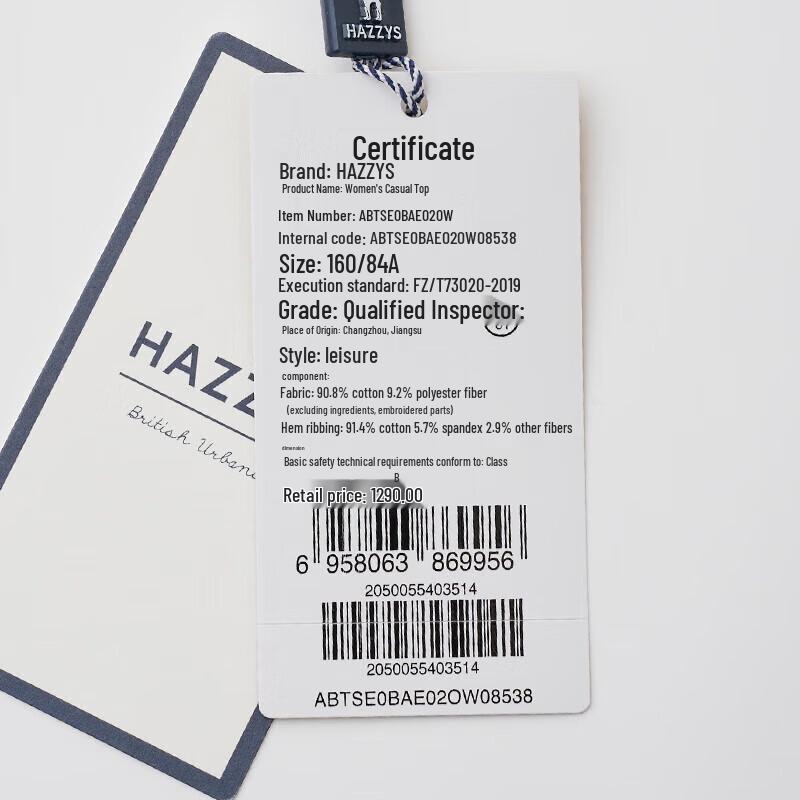 HAZZYS
Certificate
Brand: HAZZYS
Product Name: Women's Casual Top
Item Number: ABTSE0BAE020W
Internal code: ABTSE0BAE020W08538
Size: 160/84A
Execution standard: FZ/T73020-2019
Grade: Qualified Inspector:
Place of Origin: Changzhou, Jiangsu
Style: leisure
component:
Fabric: 90.8% cotton 9.2% polyester fiber
(excluding ingredients, embroidered parts)
Hem ribbing: 91.4% cotton 5.7% spandex 2.9% other fibers
dimension
Basic safety technical requirements conform to: Class
B
Retail price: 1290.00
6 958063 869956
2050055403514
2050055403514
ABTSE0BAE02OW08538
HAZZ
British Urban